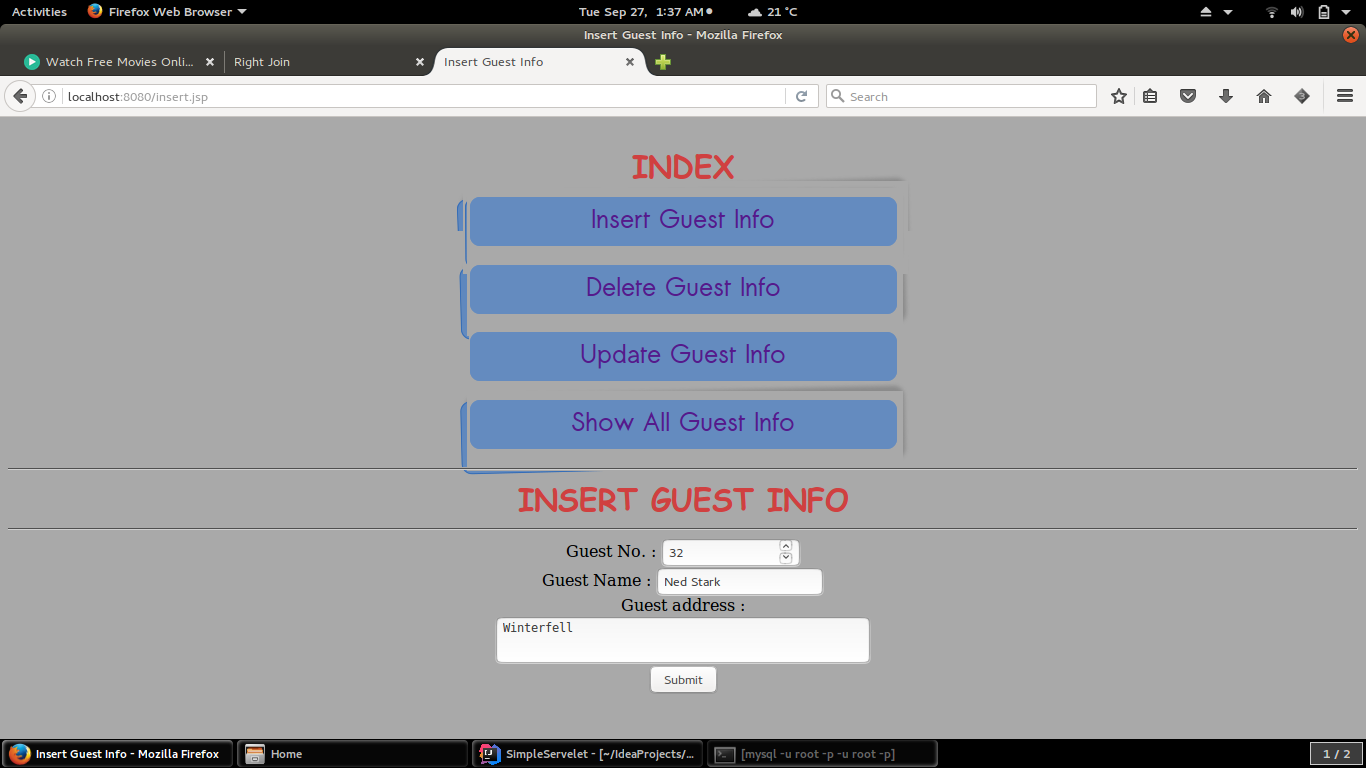 Activities Firefox Web Browser Tue Sep 27, 1:37 AM 21 °C
Insert Guest Info - Mozilla Firefox
Watch Free Movies Onli... Right Join Insert Guest Info
localhost:8080/insert.jsp Search
INDEX
Insert Guest Info
Delete Guest Info
Update Guest Info
Show All Guest Info
INSERT GUEST INFO
Guest No. : 32
Guest Name : Ned Stark
Guest address :
Winterfell
Submit
Insert Guest Info - Mozilla Firefox Home SimpleServelet - [~/IdeaProjects/... [mysql -u root -p -u root -p] 1 / 2